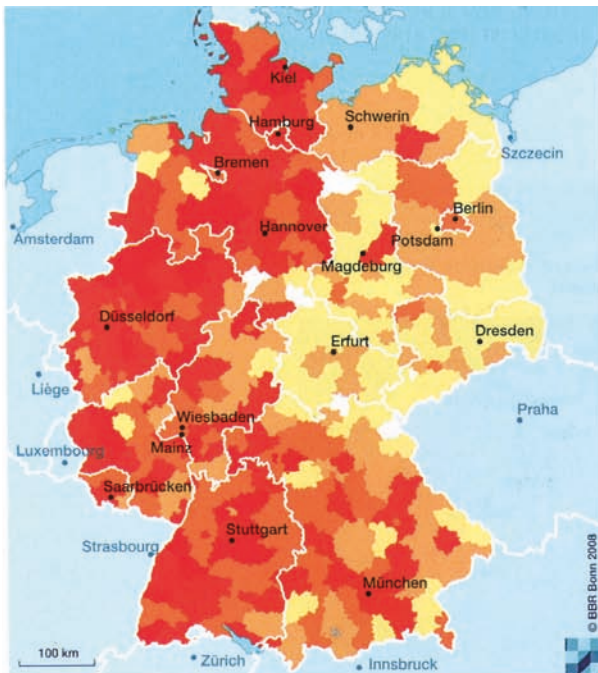 Kiel
Hamburg
Schwerin
Szczecin
Bremen
Berlin
Amsterdam
Hannover
Potsdam
Magdeburg
Düsseldorf
Erfurt
Dresden
Liège
Praha
Wiesbaden
Mainz
Luxembourg
Saarbrücken
Stuttgart
Strasbourg
München
© BBR Bonn 2008
100 km
Zürich
Innsbruck